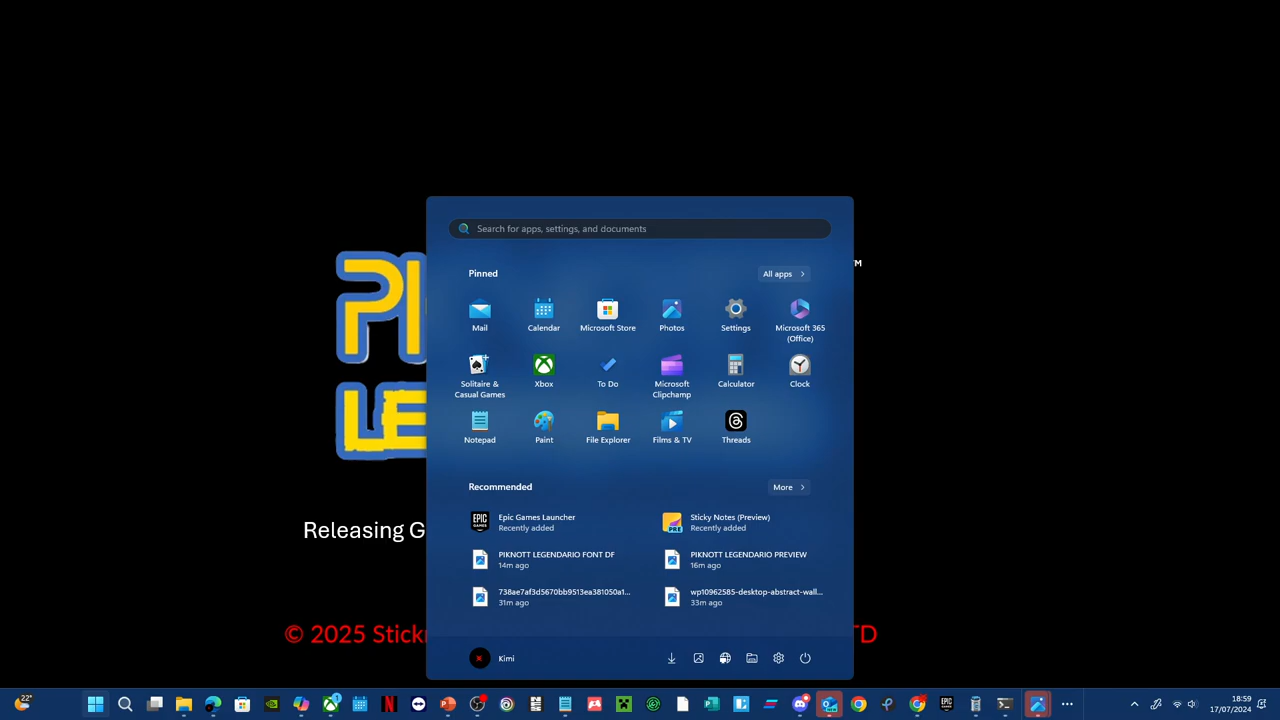 Search for apps, settings, and documents
Pinned
All apps
TM
PI
Mail
Calendar
Microsoft Store
Photos
Settings
Microsoft 365
(Office)
Solitaire &
Casual Games
Xbox
To Do
Microsoft
Clipchamp
Calculator
Clock
LE
Notepad
Paint
File Explorer
Films & TV
Threads
Recommended
More
Epic Games Launcher
Recently added
Sticky Notes (Preview)
Recently added
Releasing G
PIKNOTT LEGENDARIO FONT DF
14m ago
PIKNOTT LEGENDARIO PREVIEW
16m ago
738ae7af3d5670bb9513ea381050a1...
31m ago
wp10962585-desktop-abstract-wall...
33m ago
© 2025 Stick
TD
Kimi
22°
18:59
17/07/2024